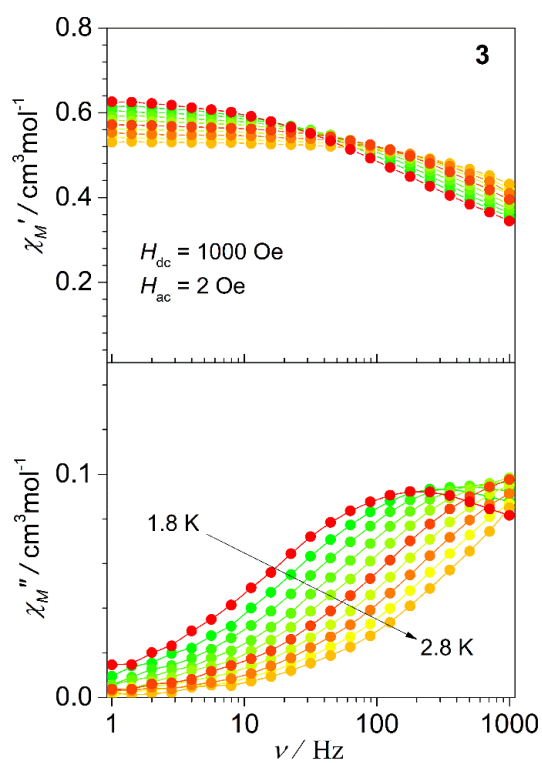 3
0.8
0.6
0.4
0.2
χM' / cm³mol⁻¹
Hdc = 1000 Oe
Hac = 2 Oe
0.1
0.0
χM'' / cm³mol⁻¹
1.8 K
2.8 K
1 10 100 1000
ν / Hz